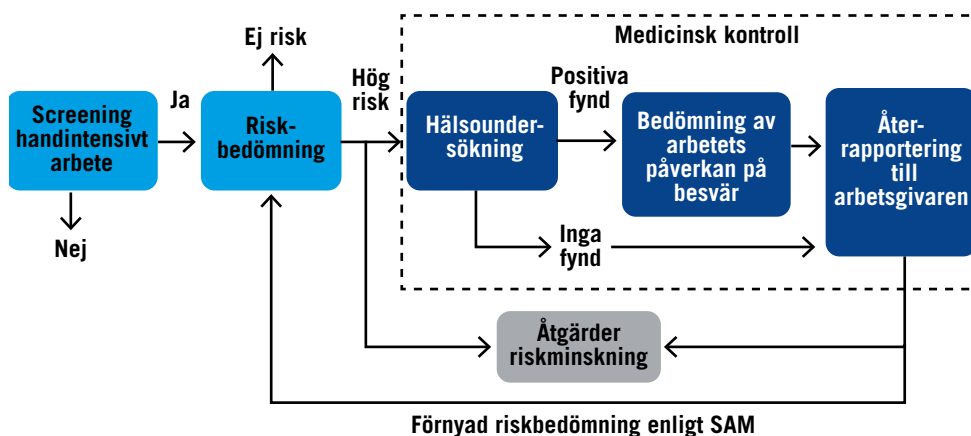 Medicinsk kontroll
Ej risk
Screening
handintensivt
arbete
Ja
Nej
Risk-
bedömning
Hög
risk
Hälsounder-
sökning
Positiva
fynd
Bedömning av
arbetets
påverkan på
besvär
Inga
fynd
Åter-
rapportering
till
arbetsgivaren
Åtgärder
riskminskning
Förnyad riskbedömning enligt SAM